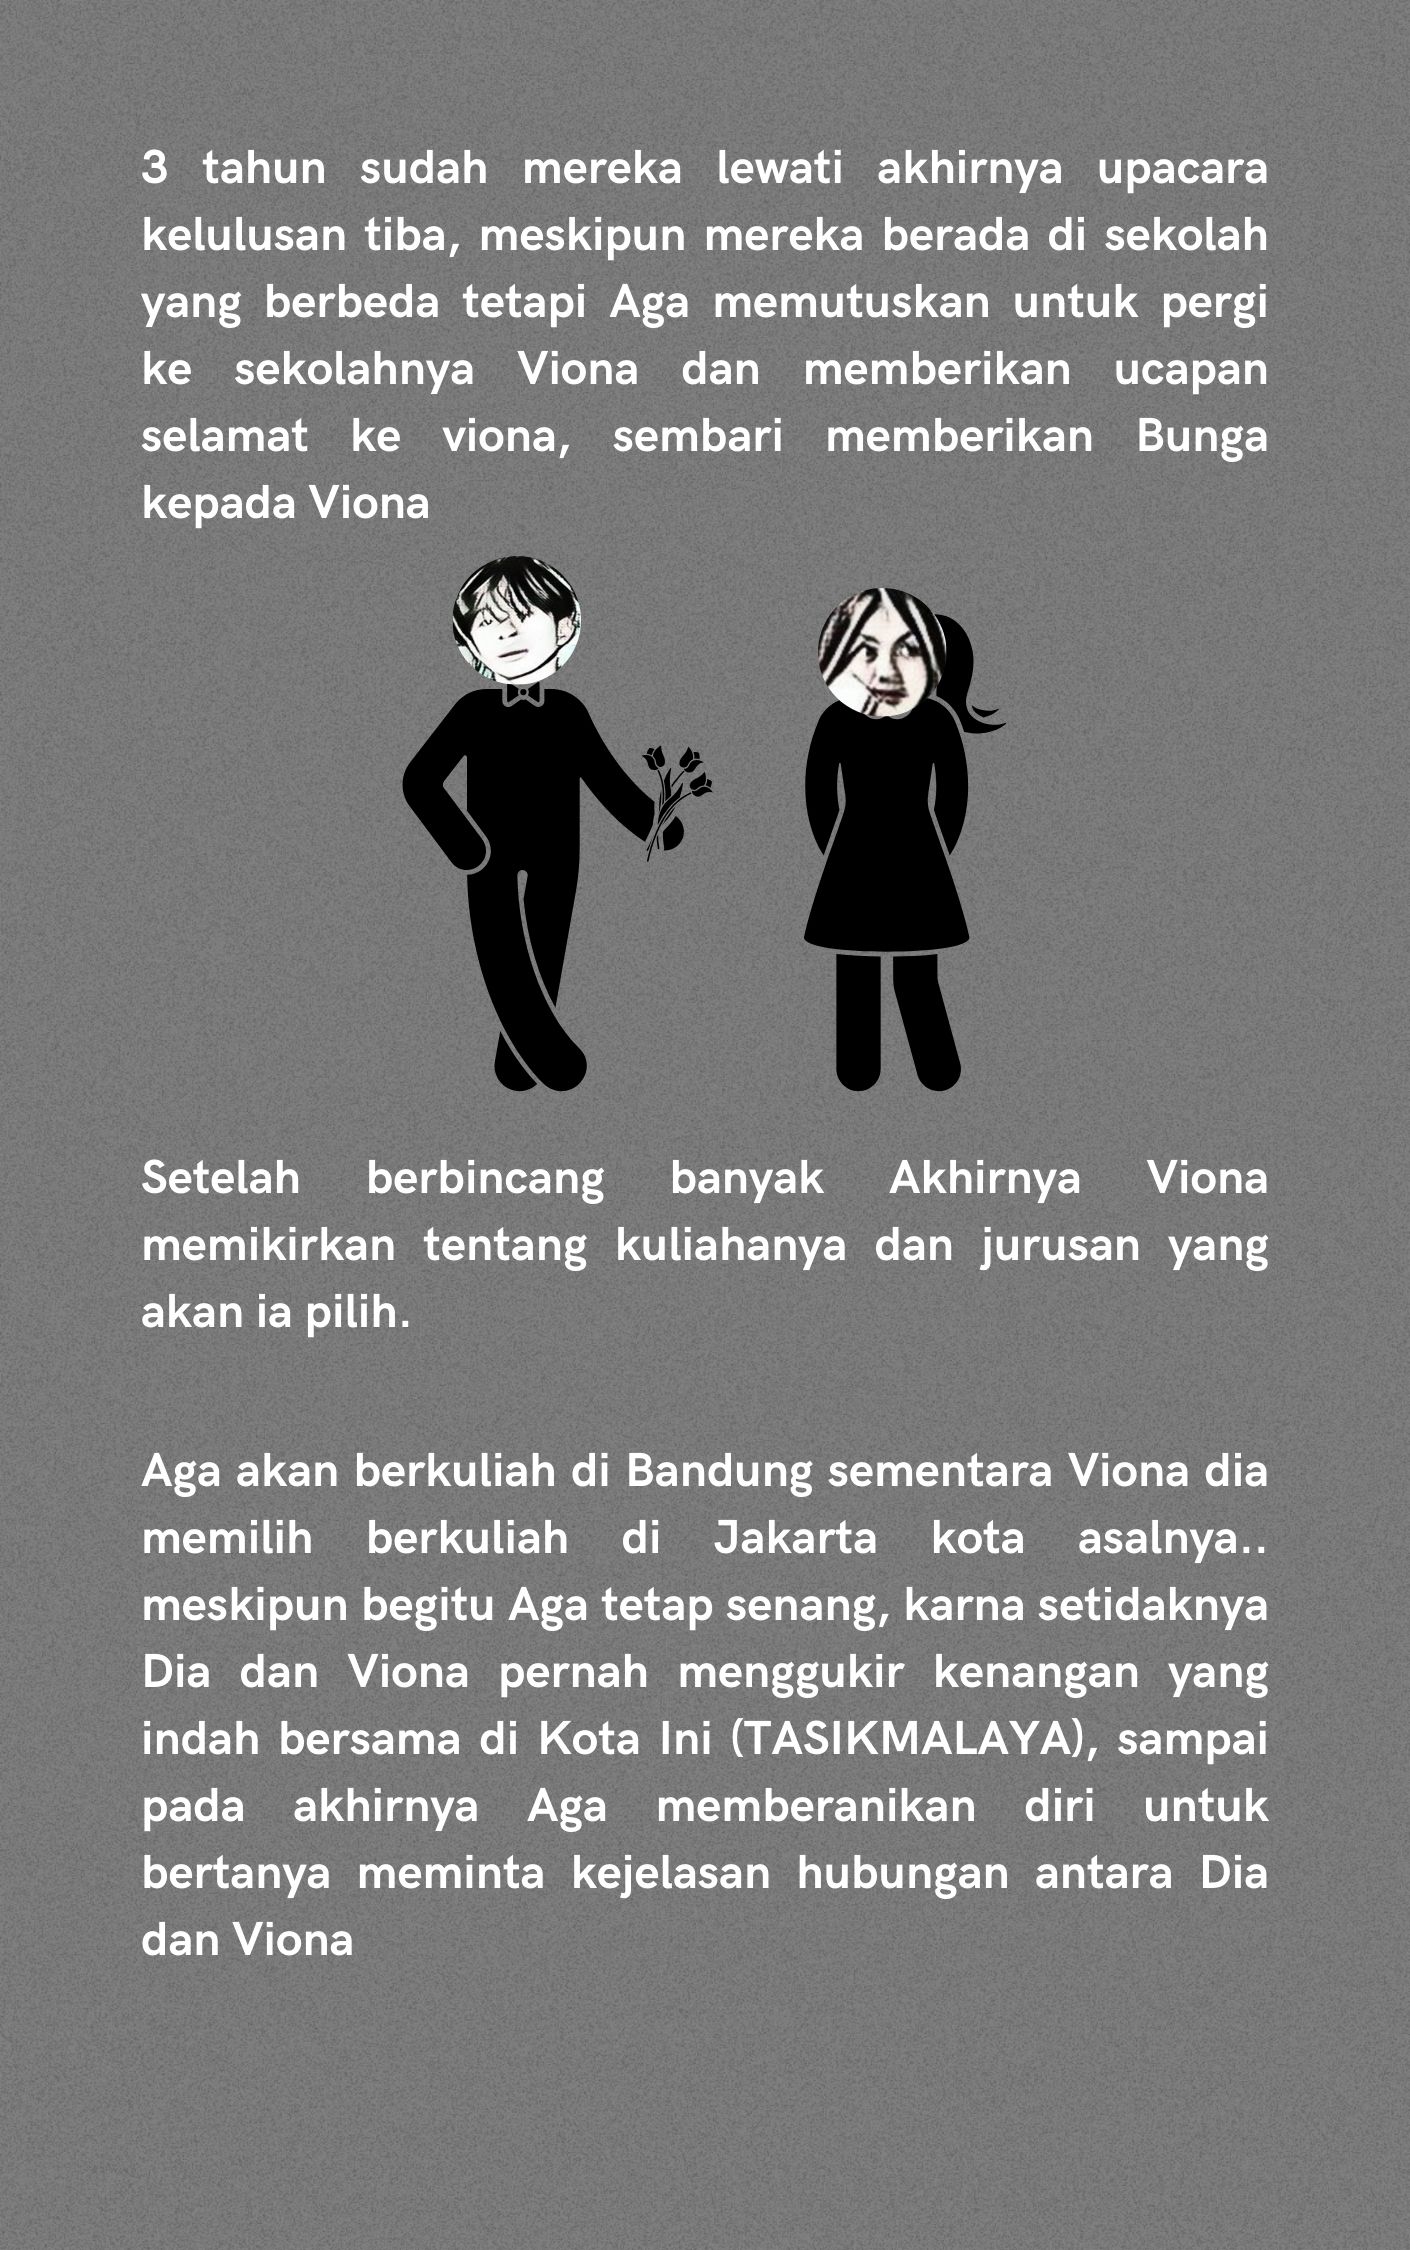 3 tahun sudah mereka lewati akhirnya upacara
kelulusan tiba, meskipun mereka berada di sekolah
yang berbeda tetapi Aga memutuskan untuk pergi
ke sekolahnya Viona dan memberikan ucapan
selamat ke viona, sembari memberikan Bunga
kepada Viona
Setelah berbincang banyak Akhirnya Viona
memikirkan tentang kuliahanya dan jurusan yang
akan ia pilih.
Aga akan berkuliah di Bandung sementara Viona dia
memilih berkuliah di Jakarta kota asalnya..
meskipun begitu Aga tetap senang, karna setidaknya
Dia dan Viona pernah menggukir kenangan yang
indah bersama di Kota Ini (TASIKMALAYA), sampai
pada akhirnya Aga memberanikan diri untuk
bertanya meminta kejelasan hubungan antara Dia
dan Viona